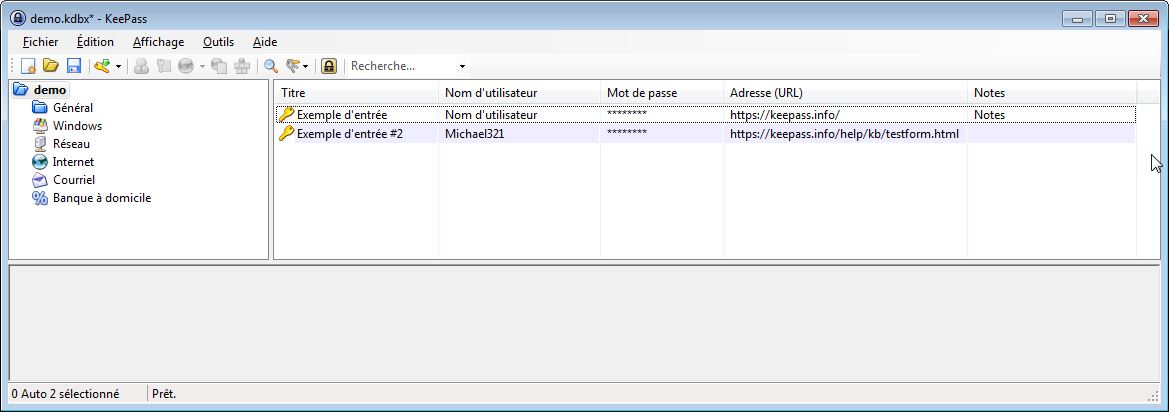 demo.kdbx* - KeePass
Fichier Édition Affichage Outils Aide
Recherche...
demo
Général
Windows
Réseau
Internet
Courriel
Banque à domicile
Titre Nom d'utilisateur Mot de passe Adresse (URL) Notes
Exemple d'entrée Nom d'utilisateur ******** https://keepass.info/ Notes
Exemple d'entrée #2 Michael321 ******** https://keepass.info/help/kb/testform.html
0 Auto 2 sélectionné Prêt.